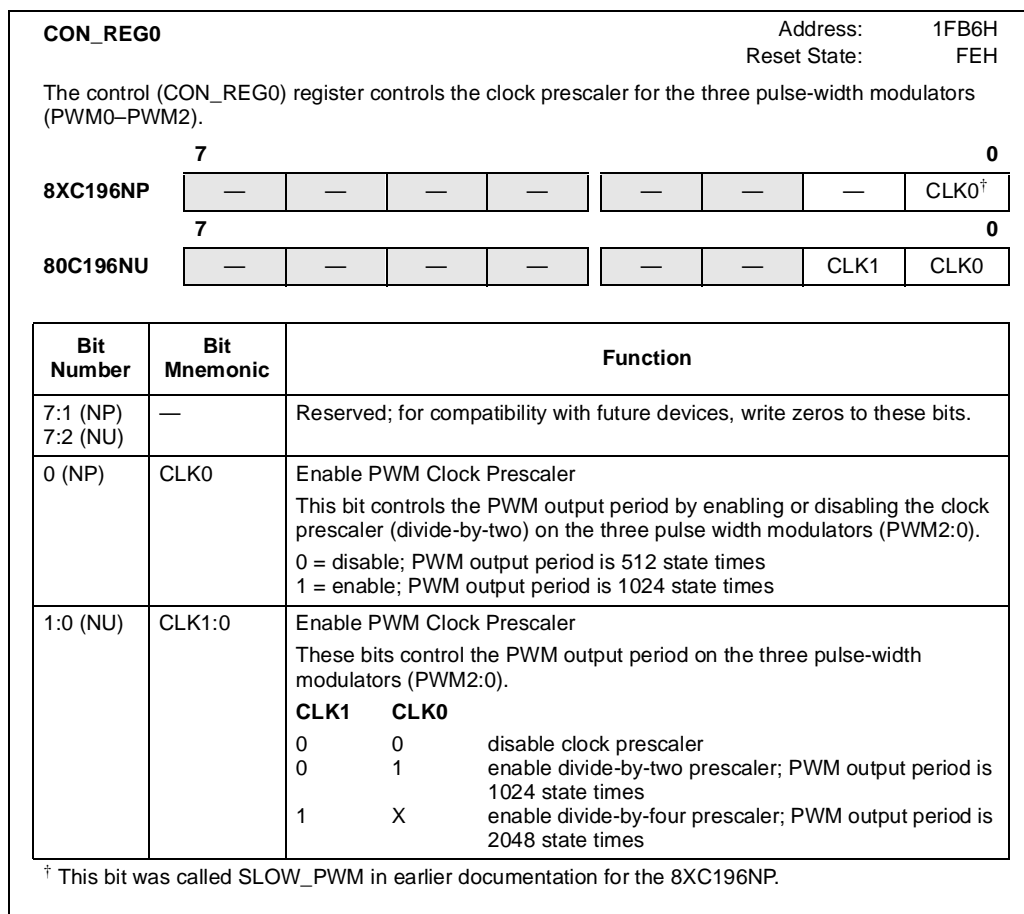 CON_REG0 Address: 1FB6H
Reset State: FEH
The control (CON_REG0) register controls the clock prescaler for the three pulse-width modulators
(PWM0–PWM2).
7 0
8XC196NP — — — — — — — CLK0†
7 0
80C196NU — — — — — — CLK1 CLK0
Bit Number Bit Mnemonic Function
7:1 (NP) — Reserved; for compatibility with future devices, write zeros to these bits.
7:2 (NU)
0 (NP) CLK0 Enable PWM Clock Prescaler
This bit controls the PWM output period by enabling or disabling the clock
prescaler (divide-by-two) on the three pulse width modulators (PWM2:0).
0 = disable; PWM output period is 512 state times
1 = enable; PWM output period is 1024 state times
1:0 (NU) CLK1:0 Enable PWM Clock Prescaler
These bits control the PWM output period on the three pulse-width
modulators (PWM2:0).
CLK1 CLK0
0 0 disable clock prescaler
0 1 enable divide-by-two prescaler; PWM output period is
1024 state times
1 X enable divide-by-four prescaler; PWM output period is
2048 state times
† This bit was called SLOW_PWM in earlier documentation for the 8XC196NP.